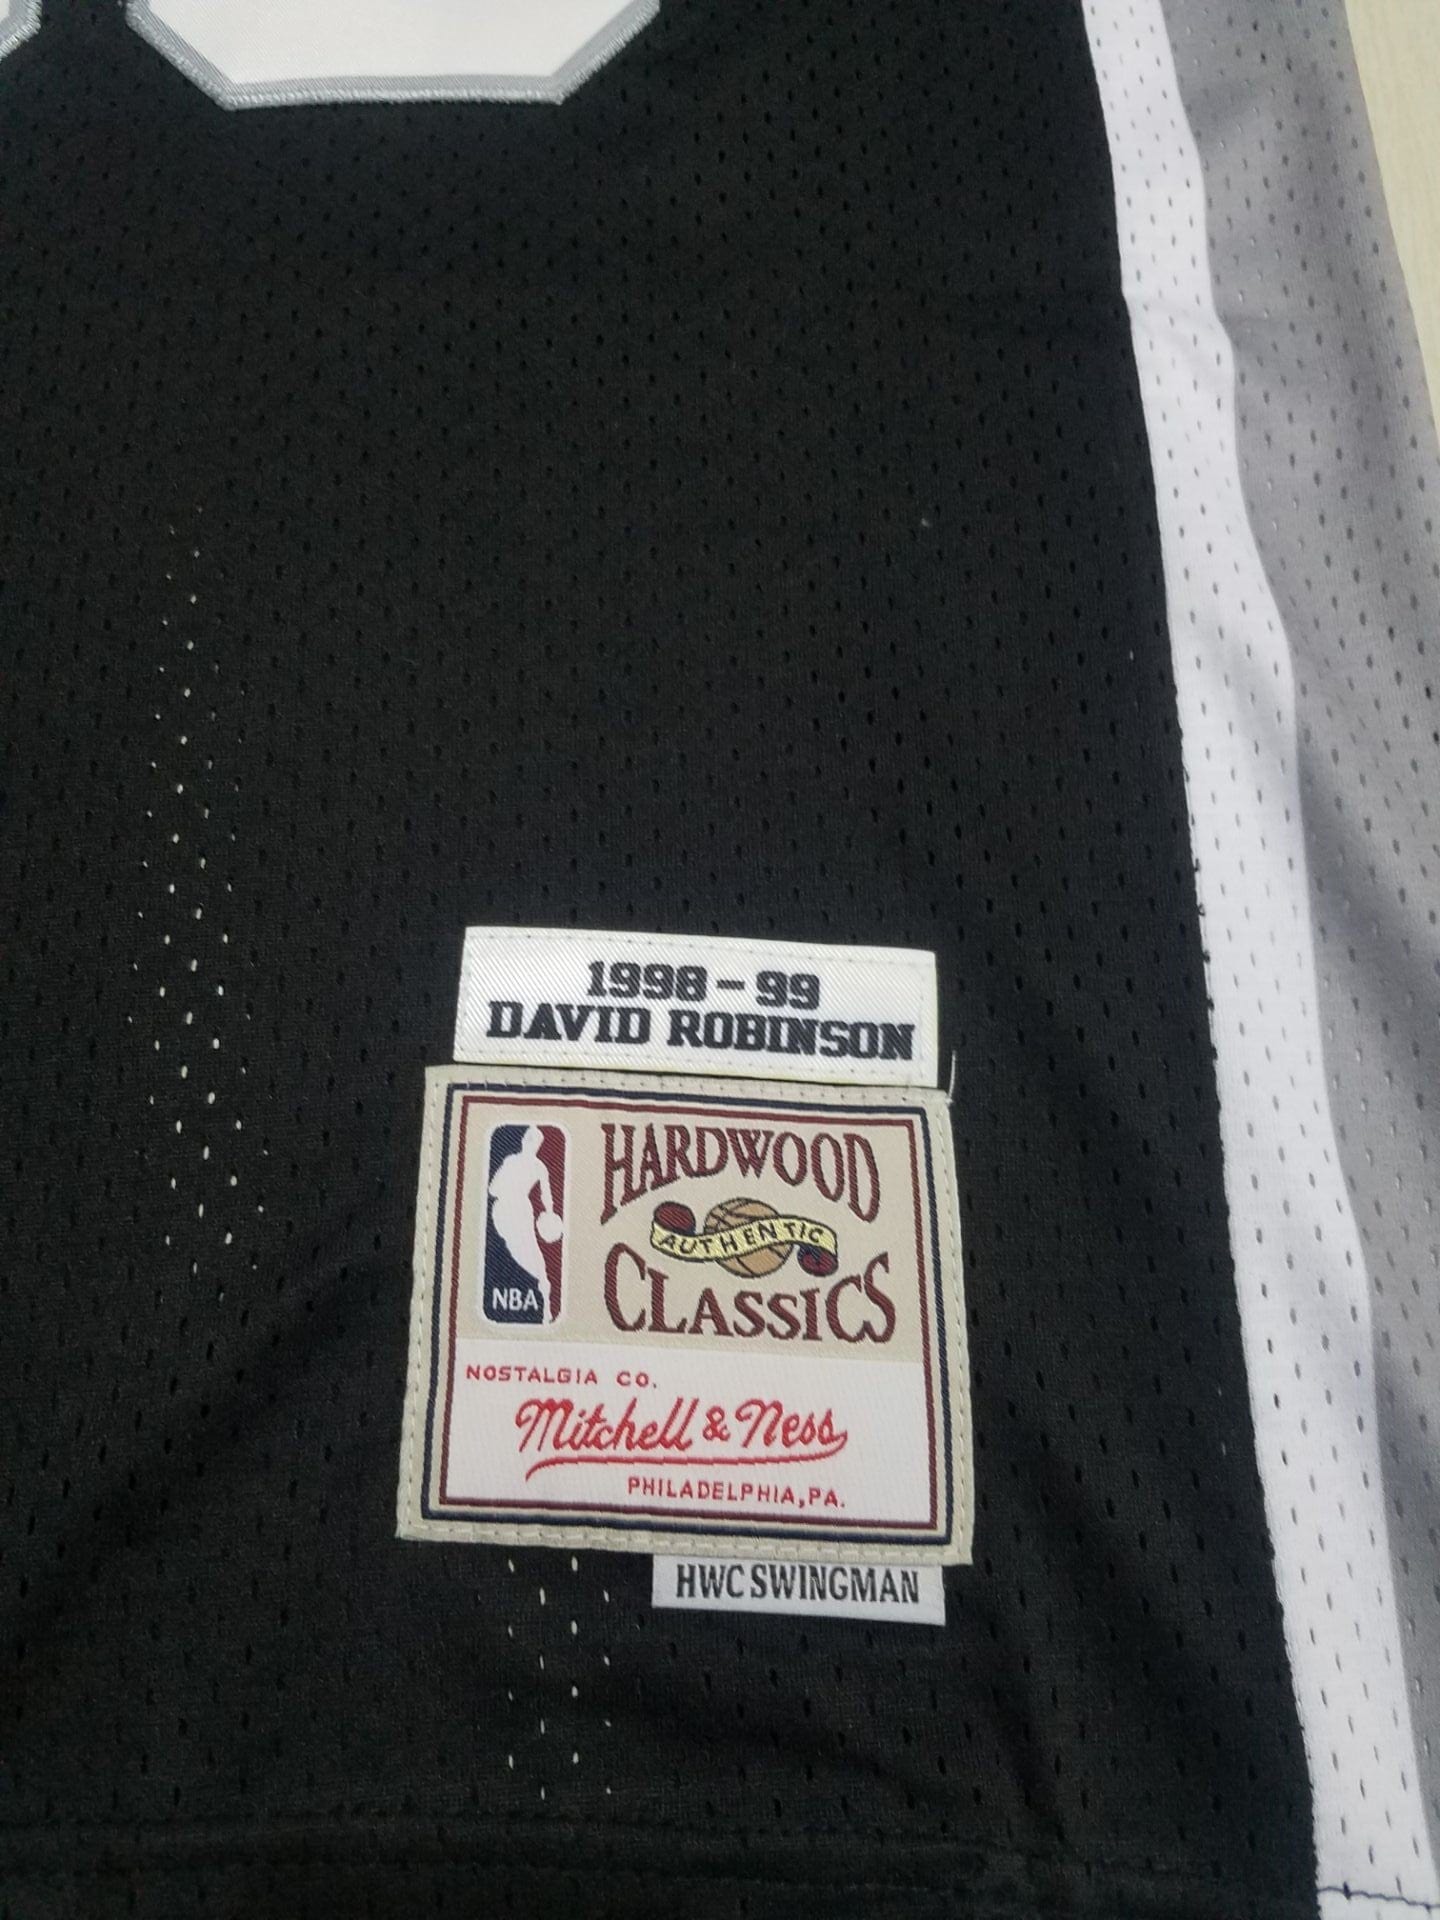 1998-99
DAVID ROBINSON
HARDWOOD
AUTHENTIC
CLASSICS
NBA
NOSTALGIA CO.
Mitchell & Ness
PHILADELPHIA, PA.
HWC SWINGMAN